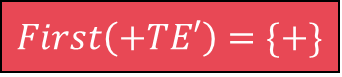 First(+TE′) = {+}